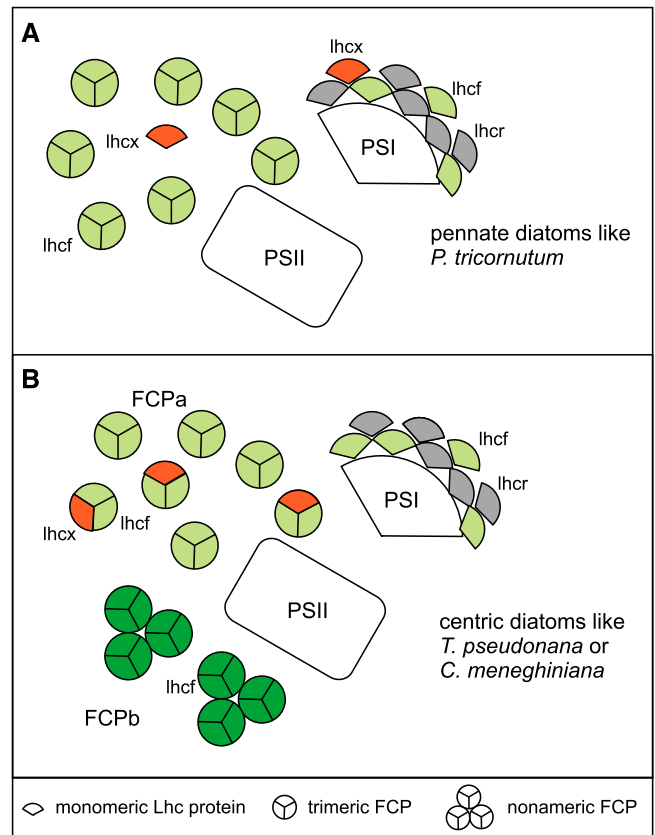 A
lhcx
lhcf
lhcr
PSI
lhcx
lhcf
PSII
pennate diatoms like
P. tricornutum
B
FCPa
lhcf
lhcr
PSI
lhcx lhcf
PSII
centric diatoms like
T. pseudonana or
C. meneghiniana
lhcf
FCPb
monomeric Lhc protein trimeric FCP nonameric FCP